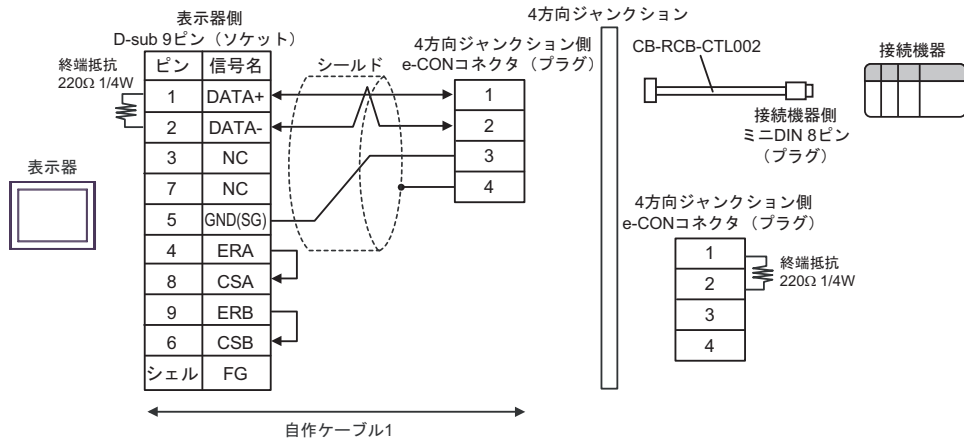 表示器側
D-sub 9ピン（ソケット）
終端抵抗
220Ω 1/4W
ピン 信号名
1 DATA+
2 DATA-
3 NC
7 NC
5 GND(SG)
4 ERA
8 CSA
9 ERB
6 CSB
シェル FG
表示器
シールド
4方向ジャンクション側
e-CONコネクタ（プラグ）
1
2
3
4
自作ケーブル1
4方向ジャンクション
CB-RCB-CTL002
接続機器
接続機器側
ミニDIN 8ピン
（プラグ）
4方向ジャンクション側
e-CONコネクタ（プラグ）
1
2
3
4
終端抵抗
220Ω 1/4W